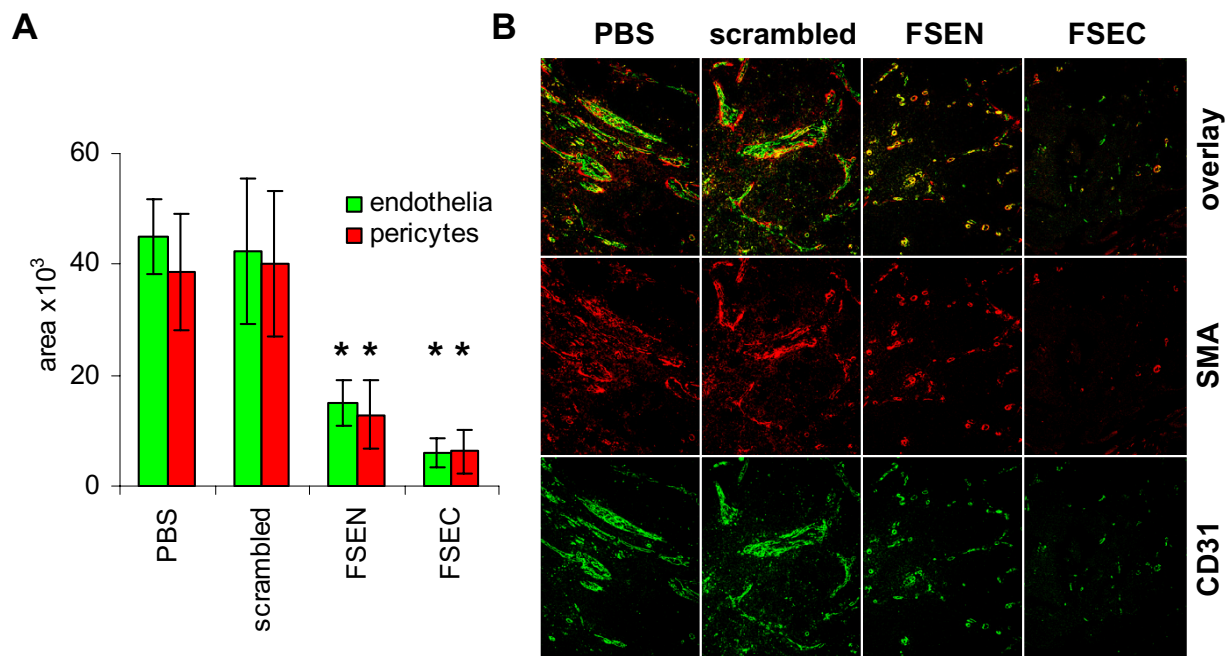 A
B
PBS scrambled FSEN FSEC
60
40
20
0
area x10³
endothelia
pericytes
* * * *
PBS
scrambled
FSEN
FSEC
overlay
SMA
CD31